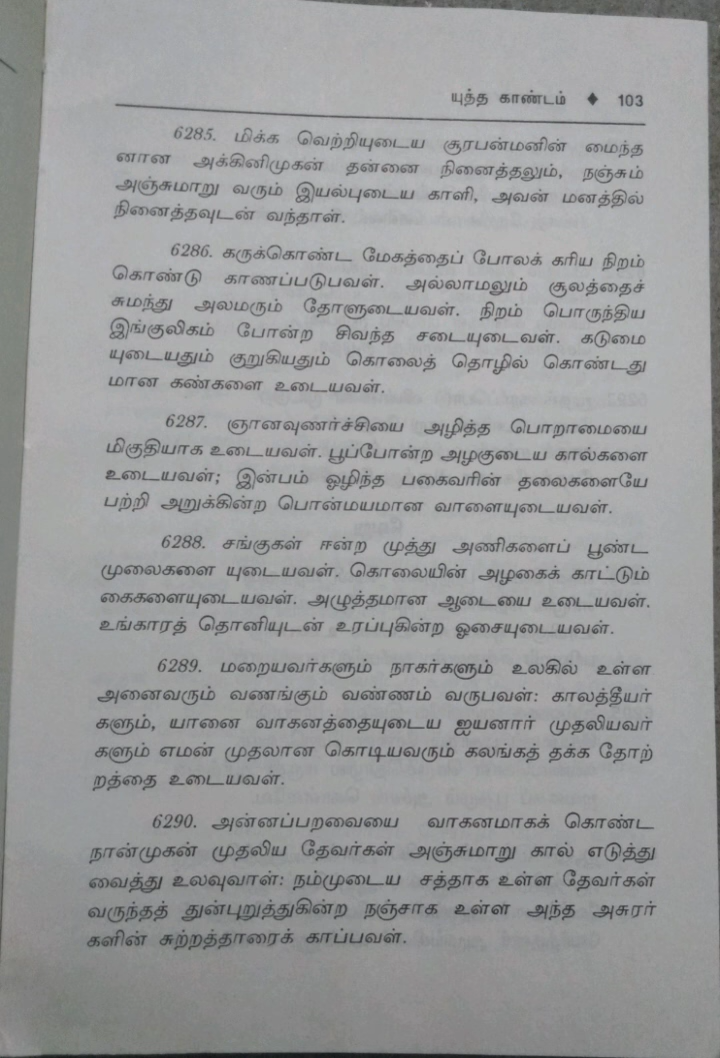 யுத்த காண்டம் ◆ 103
6285. மிக்க வெற்றியுடைய சூரபன்மனின் மைந்த
னான அக்கினிமுகன் தன்னை நினைத்தலும், நஞ்சும்
அஞ்சுமாறு வரும் இயல்புடைய காளி, அவன் மனத்தில்
நினைத்தவுடன் வந்தாள்.
6286. கருக்கொண்ட மேகத்தைப் போலக் கரிய நிறம்
கொண்டு காணப்படுபவள். அல்லாமலும் சூலத்தைச்
சுமந்து அலமரும் தோளுடையவள். நிறம் பொருந்திய
இங்குலிகம் போன்ற சிவந்த சடையுடைவள். கடுமை
யுடையதும் குறுகியதும் கொலைத் தொழில் கொண்டது
மான கண்களை உடையவள்.
6287. ஞானவுணர்ச்சியை அழித்த பொறாமையை
மிகுதியாக உடையவள். பூப்போன்ற அழகுடைய கால்களை
உடையவள்; இன்பம் ஓழிந்த பகைவரின் தலைகளையே
பற்றி அறுக்கின்ற பொன்மயமான வாளையுடையவள்.
6288. சங்குகள் ஈன்ற முத்து அணிகளைப் பூண்ட
முலைகளை யுடையவள். கொலையின் அழகைக் காட்டும்
கைகளையுடையவள். அழுத்தமான ஆடையை உடையவள்.
உங்காரத் தொனியுடன் உரப்புகின்ற ஓசையுடையவள்.
6289. மறையவர்களும் நாகர்களும் உலகில் உள்ள
அனைவரும் வணங்கும் வண்ணம் வருபவள்: காலத்தீயர்
களும், யானை வாகனத்தையுடைய ஐயனார் முதலியவர்
களும் எமன் முதலான கொடியவரும் கலங்கத் தக்க தோற்
றத்தை உடையவள்.
6290. அன்னப்பறவையை வாகனமாகக் கொண்ட
நான்முகன் முதலிய தேவர்கள் அஞ்சுமாறு கால் எடுத்து
வைத்து உலவுவாள்: நம்முடைய சத்தாக உள்ள தேவர்கள்
வருந்தத் துன்புறுத்துகின்ற நஞ்சாக உள்ள அந்த அசுரர்
களின் சுற்றத்தாரைக் காப்பவள்.